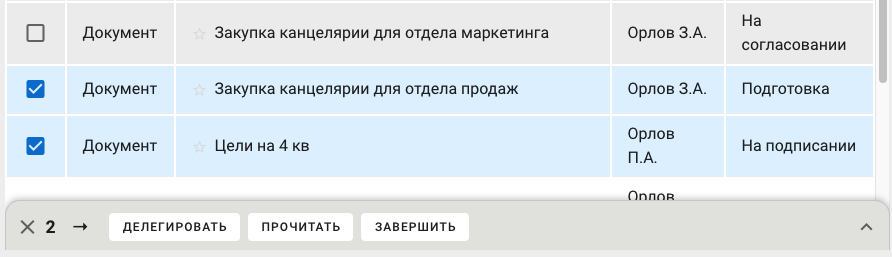 Документ Закупка канцелярии для отдела маркетинга Орлов З.А. На
согласовании
Документ Закупка канцелярии для отдела продаж Орлов З.А. Подготовка
Документ Цели на 4 кв Орлов
П.А. На подписании
Орлов
2 → ДЕЛЕГИРОВАТЬ ПРОЧИТАТЬ ЗАВЕРШИТЬ